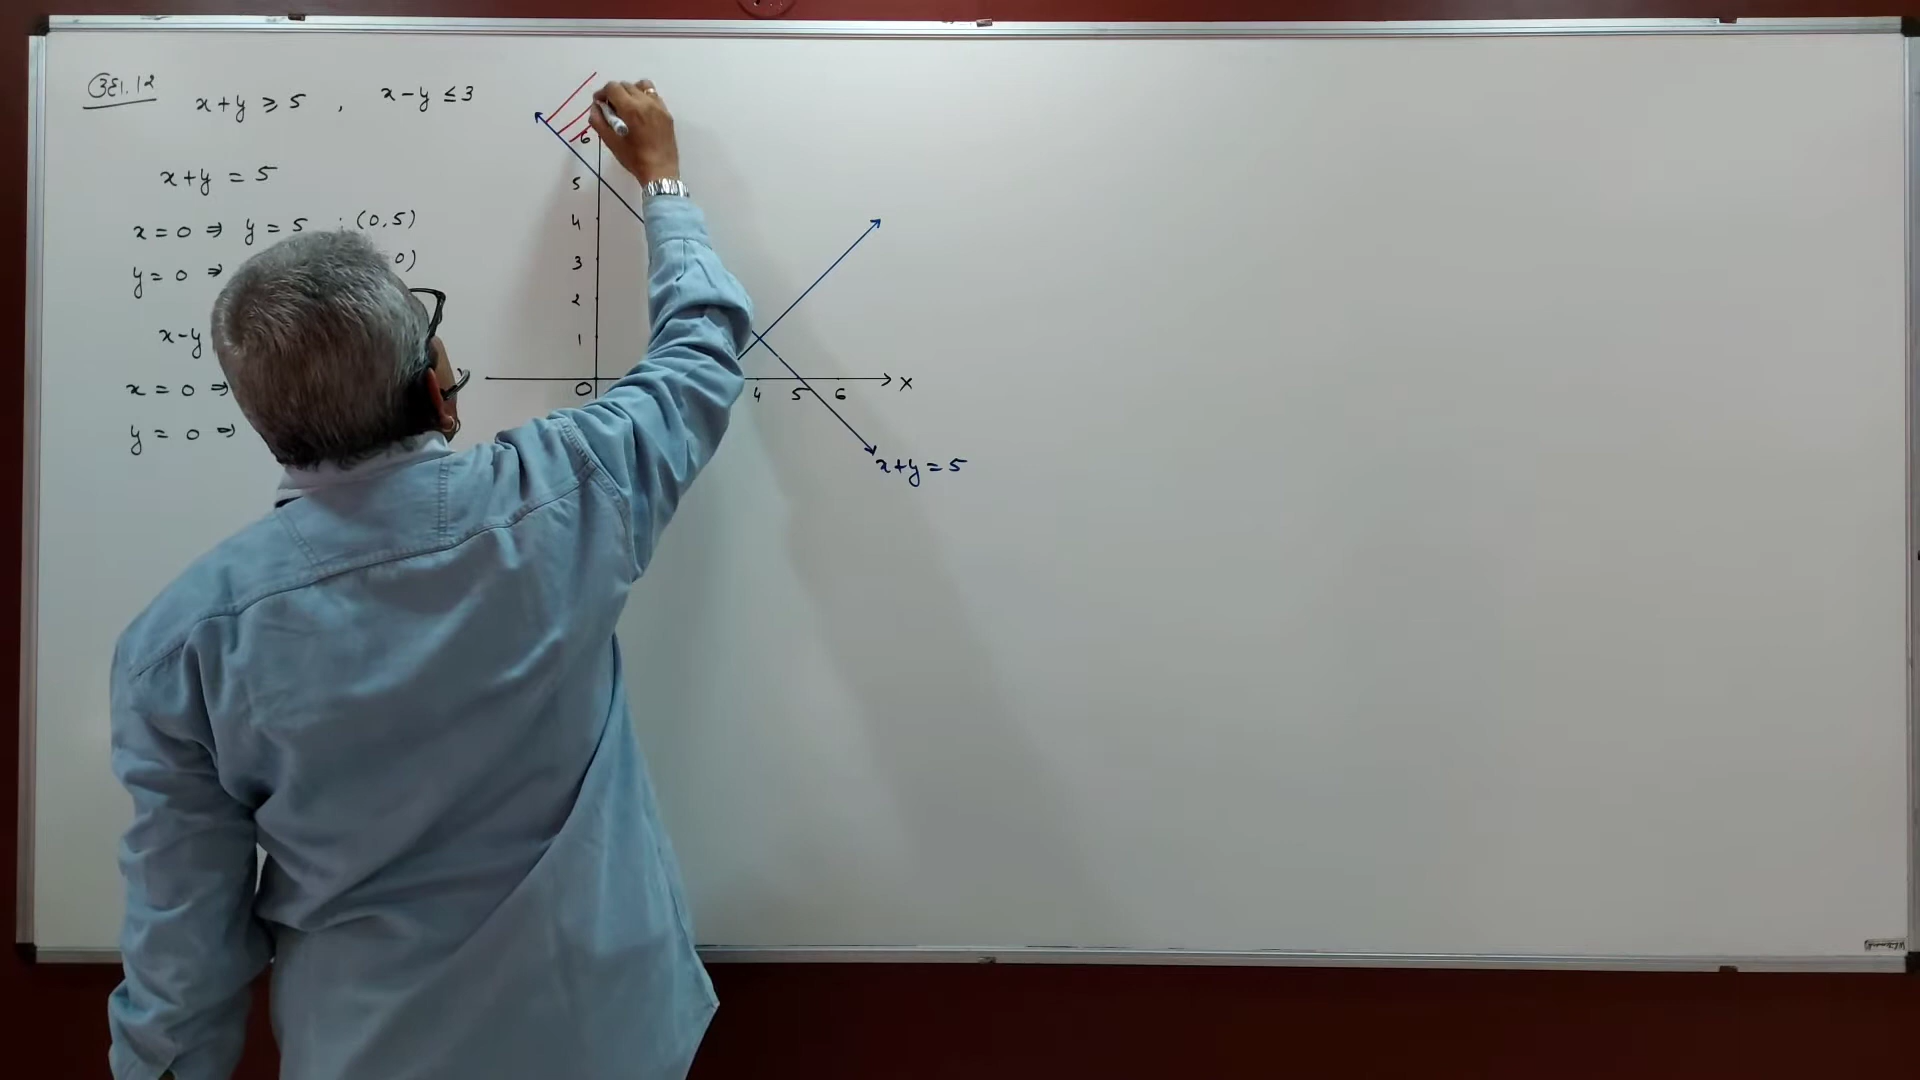 x+y ≥ 5 , x-y ≤ 3
x+y = 5
x=0 ⇒ y = 5 ; (0,5)
y= 0 ⇒ 0)
x-y
x = 0 ⇒
y = 0 ⇒
6
5
4
3
2
1
0 4 5 6 X
x+y = 5